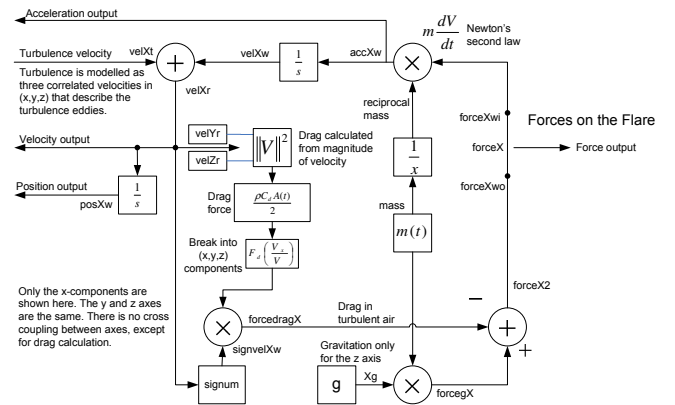 Acceleration output
m dV/dt
Newton's
second law
Turbulence velocity
velXt
+
velXw
1/s
accXw
×
Turbulence is modelled as
three correlated velocities in
(x,y,z) that describe the
turbulence eddies.
velXr
reciprocal
mass
forceXwi
Forces on the Flare
velYr
velZr
‖V‖²
Drag calculated
from magnitude
of velocity
1/x
Velocity output
forceX
Force output
Position output
posXw
1/s
Drag
force
ρC_d A(t)/2
mass
forceXwo
m(t)
Break into
(x,y,z)
components
F_d (V_x/V)
Only the x-components are
shown here. The y and z axes
are the same. There is no cross
coupling between axes, except
for drag calculation.
forceX2
×
forcedragX
Drag in
turbulent air
−
+
+
signvelXw
Gravitation only
for the z axis
signum
g
Xg
×
forcegX